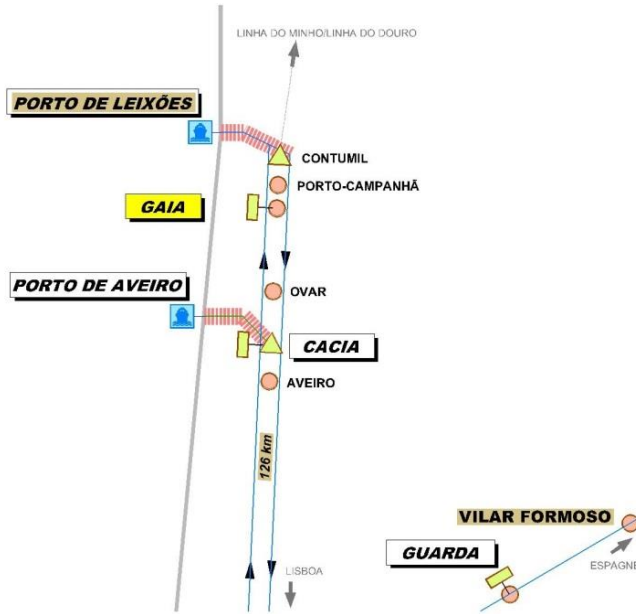 LINHA DO MINHO/LINHA DO DOURO
PORTO DE LEIXÕES
CONTUMIL
PORTO-CAMPANHÃ
GAIA
PORTO DE AVEIRO
OVAR
CACIA
AVEIRO
126 km
VILAR FORMOSO
GUARDA
ESPAGNE
LISBOA